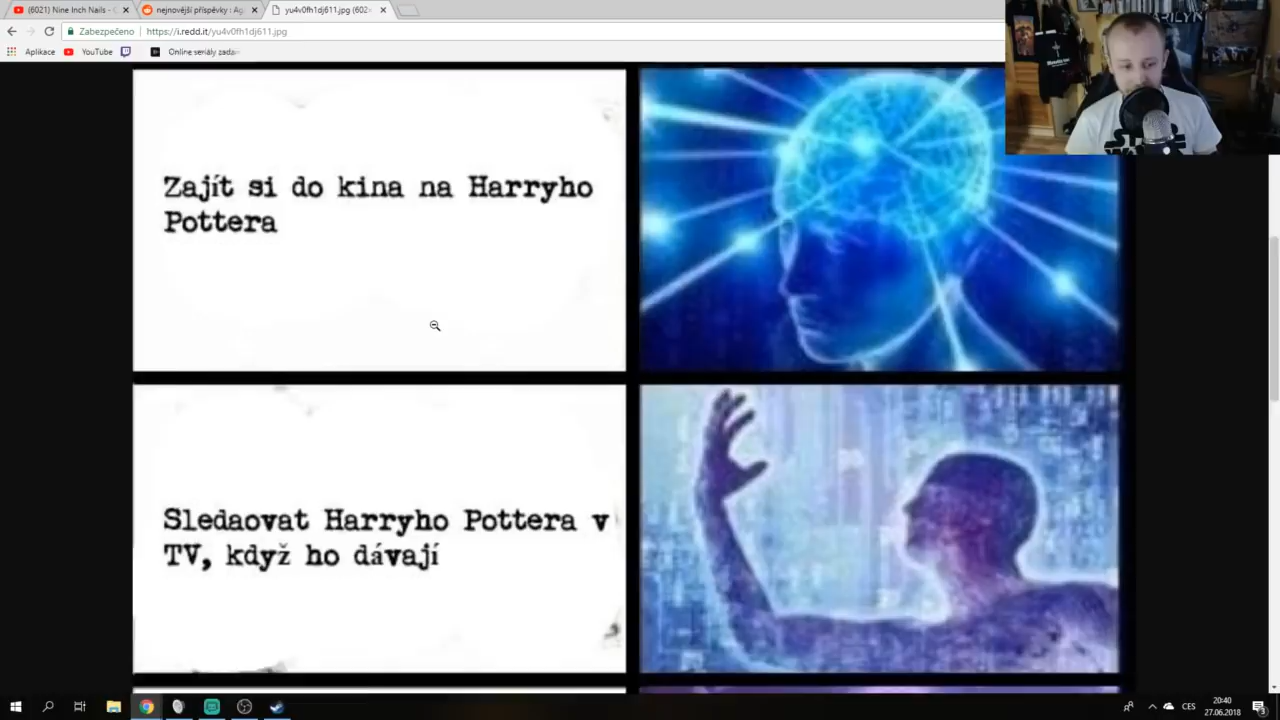 (6021) Nine Inch Nails -
nejnovější příspěvky : Ag
yu4v0fh1dj611.jpg (602×
Zabezpečeno
https://i.redd.it/yu4v0fh1dj611.jpg
Aplikace
YouTube
Online seriály zada
Zajít si do kina na Harryho
Pottera
Sledaovat Harryho Pottera v
TV, když ho dávají
CES
20:40
27.06.2018